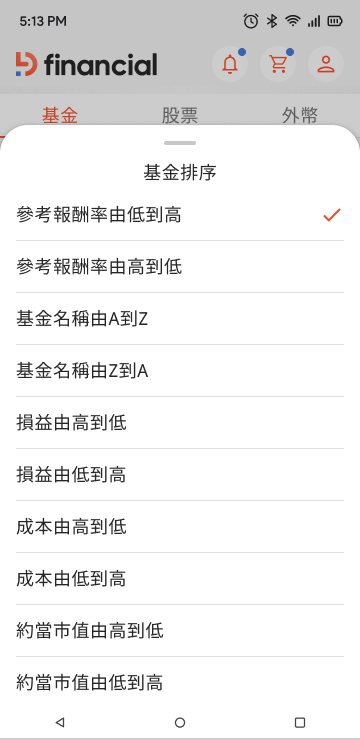 5:13 PM
financial
基金
股票
外幣
基金排序
參考報酬率由低到高
參考報酬率由高到低
基金名稱由A到Z
基金名稱由Z到A
損益由高到低
損益由低到高
成本由高到低
成本由低到高
約當市值由高到低
約當市值由低到高